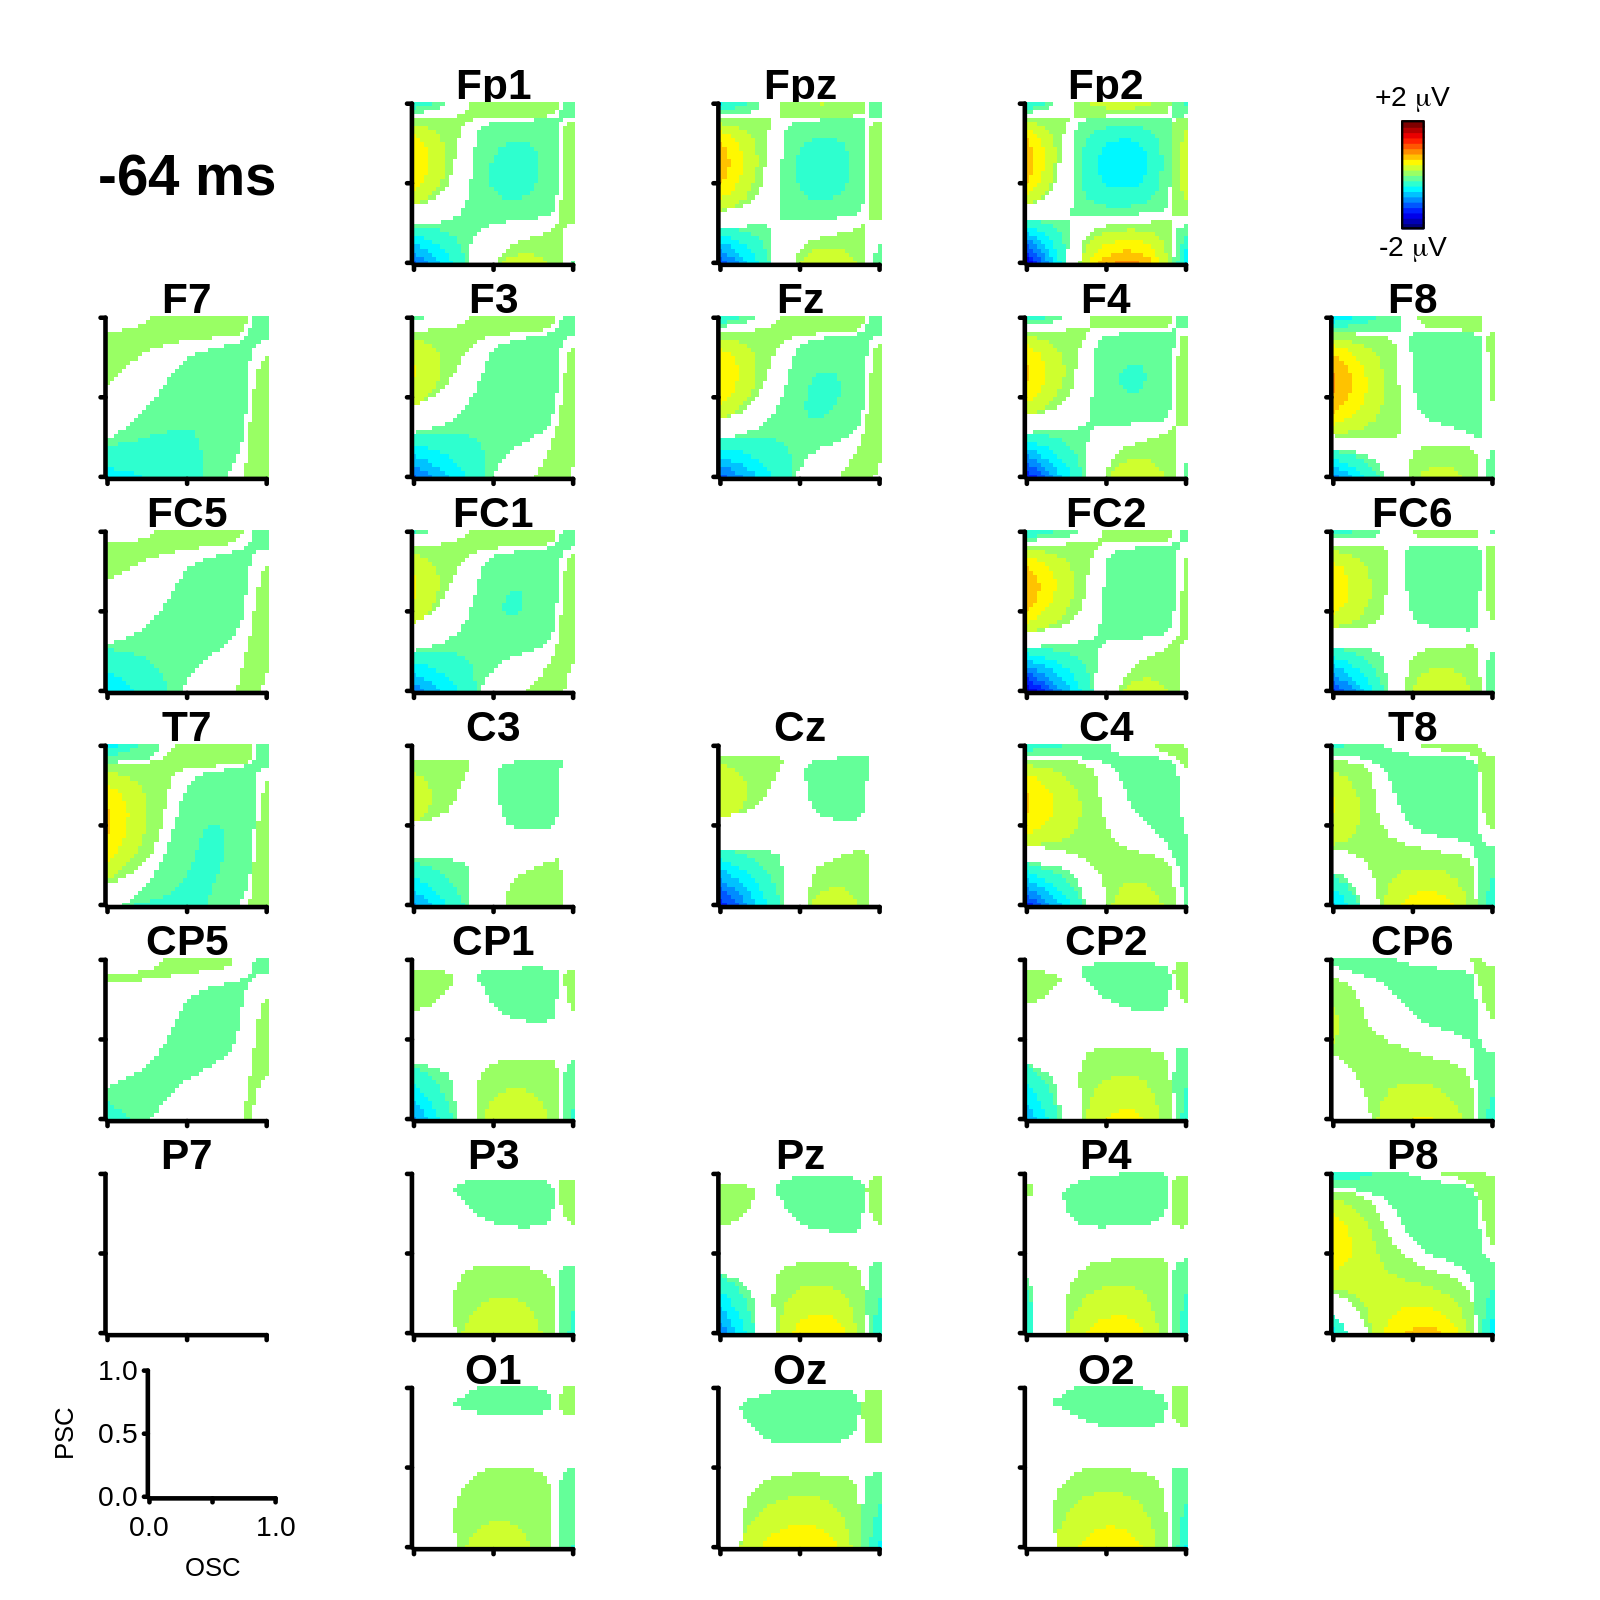 Fp1 Fpz Fp2
+2 μV
-64 ms
-2 μV
F7 F3 Fz F4 F8
FC5 FC1 FC2 FC6
T7 C3 Cz C4 T8
CP5 CP1 CP2 CP6
P7 P3 Pz P4 P8
O1 Oz O2
1.0
PSC
0.5
0.0
0.0 1.0
OSC